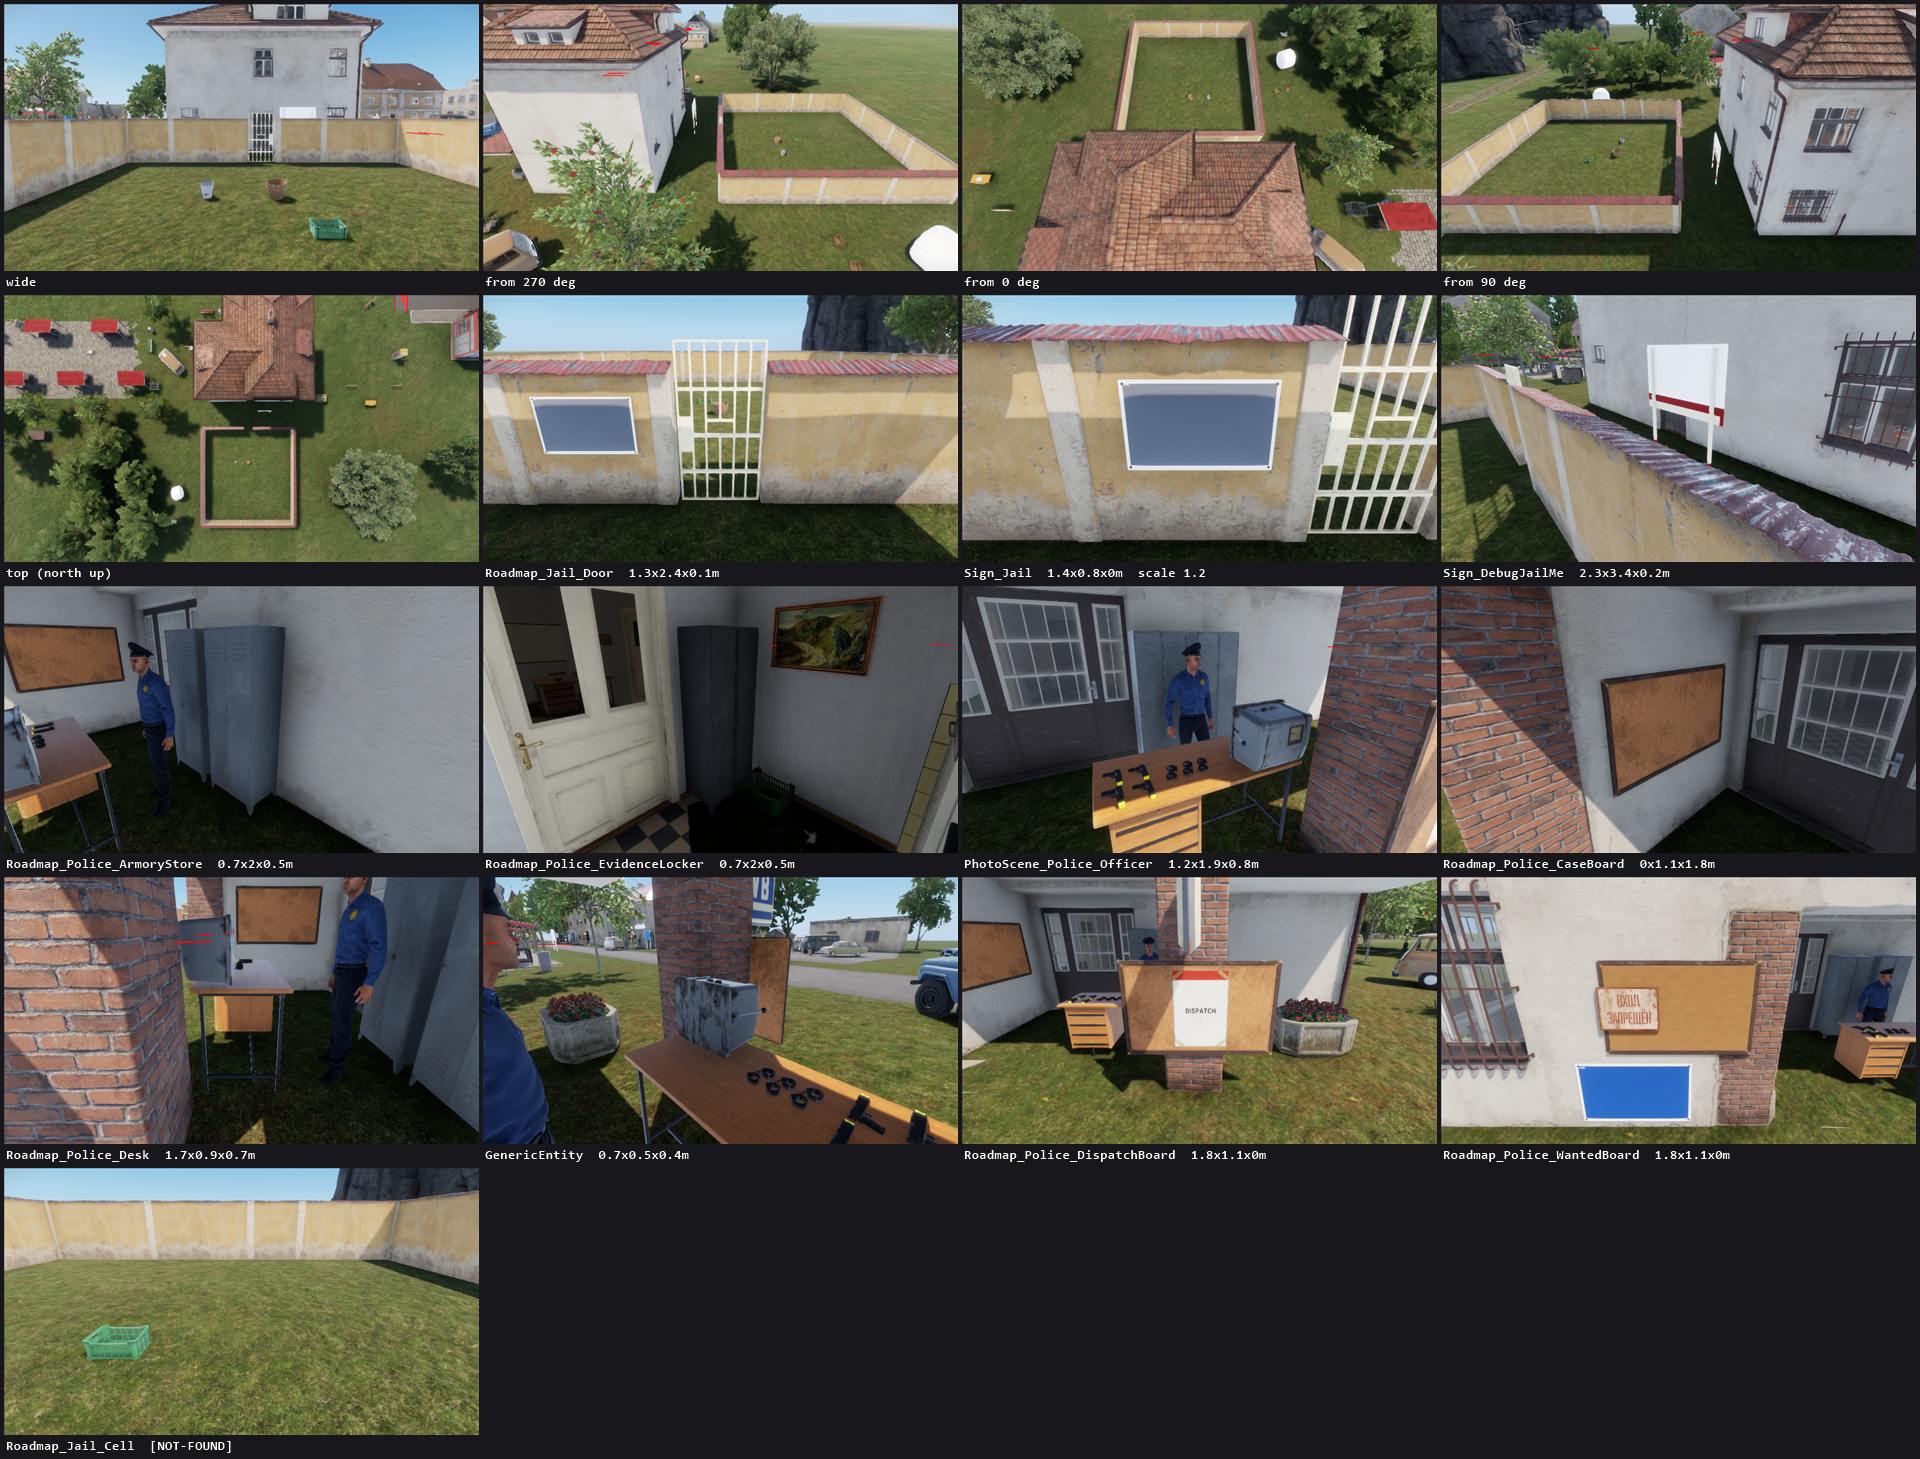 wide
from 270 deg
from 0 deg
from 90 deg
top (north up)
Roadmap_Jail_Door 1.3x2.4x0.1m
Sign_Jail 1.4x0.8x0m scale 1.2
Sign_DebugJailMe 2.3x3.4x0.2m
Roadmap_Police_ArmoryStore 0.7x2x0.5m
Roadmap_Police_EvidenceLocker 0.7x2x0.5m
PhotoScene_Police_Officer 1.2x1.9x0.8m
Roadmap_Police_CaseBoard 0x1.1x1.8m
DISPATCH
ВХОД
ЗАПРЕЩЁН
Roadmap_Police_Desk 1.7x0.9x0.7m
GenericEntity 0.7x0.5x0.4m
Roadmap_Police_DispatchBoard 1.8x1.1x0m
Roadmap_Police_WantedBoard 1.8x1.1x0m
Roadmap_Jail_Cell [NOT-FOUND]